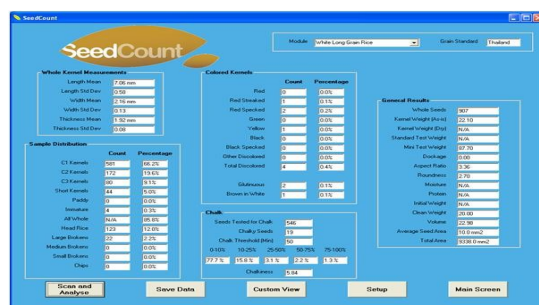 SeedCount
SeedCount
Module White Long Grain Rice Grain Standard Thailand
Whole Kernel Measurements
Length Mean 7.06 mm
Length Std Dev 0.58
Width Mean 2.16 mm
Width Std Dev 0.13
Thickness Mean 1.92 mm
Thickness Std Dev 0.08
Sample Distribution
Count Percentage
C1 Kernels 581 66.2%
C2 Kernels 172 19.6%
C3 Kernels 80 9.1%
Short Kernels 44 5.0%
Paddy 0 0.0%
Immature 4 0.3%
All Whole N/A 85.8%
Head Rice 123 12.0%
Large Brokens 22 2.2%
Medium Brokens 0 0.0%
Small Brokens 0 0.0%
Chips 0 0.0%
Colored Kernels
Count Percentage
Red 0 0.0%
Red Streaked 1 0.1%
Red Specked 2 0.2%
Green 0 0.0%
Yellow 1 0.1%
Black 0 0.0%
Black Specked 0 0.0%
Other Discolored 0 0.0%
Total Discolored 4 0.4%
Glutinous 2 0.1%
Brown in White 1 0.1%
Chalk
Seeds Tested for Chalk 546
Chalky Seeds 19
Chalk Threshold (Min) 50
0-10% 10-25% 25-50% 50-75% 75-100%
77.7 % 15.8 % 3.1 % 2.2 % 1.3 %
Chalkiness 5.84
General Results
Whole Seeds 907
Kernel Weight (As-is) 22.10
Kernel Weight (Dry) N/A
Standard Test Weight N/A
Mini Test Weight 87.70
Dockage 0.00
Aspect Ratio 3.36
Roundness 2.70
Moisture N/A
Protein N/A
Initial Weight N/A
Clean Weight 20.00
Volume 22.98
Average Seed Area 10.8 mm2
Total Area 9338.0 mm2
Scan and Analyse
Save Data
Custom View
Setup
Main Screen